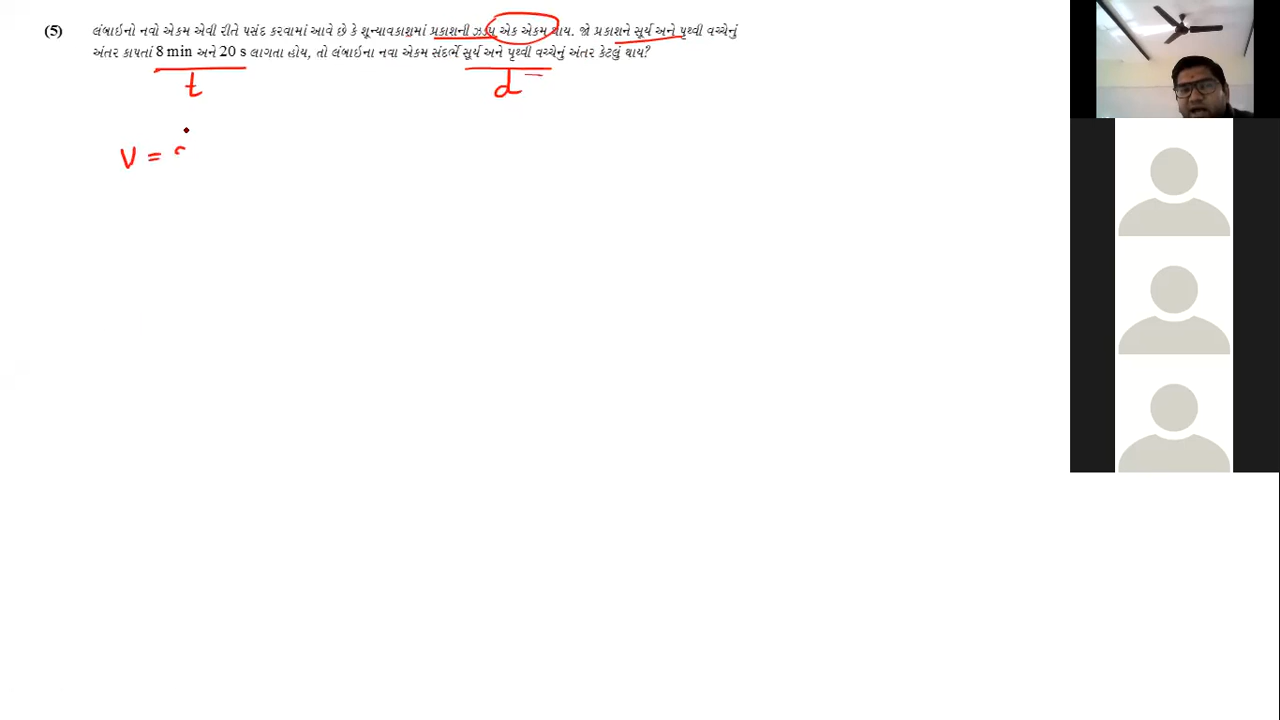 (5) લંબાઈનો નવો એકમ એવી રીતે પસંદ કરવામાં આવે છે કે શૂન્યાવકાશમાં પ્રકાશની ઝડપ એક એકમ થાય. જો પ્રકાશને સૂર્ય અને પૃથ્વી વચ્ચેનું
અંતર કાપતાં 8 min અને 20 s લાગતા હોય, તો લંબાઈના નવા એકમ સંદર્ભે સૂર્ય અને પૃથ્વી વચ્ચેનું અંતર કેટલું થાય?
t d
V =